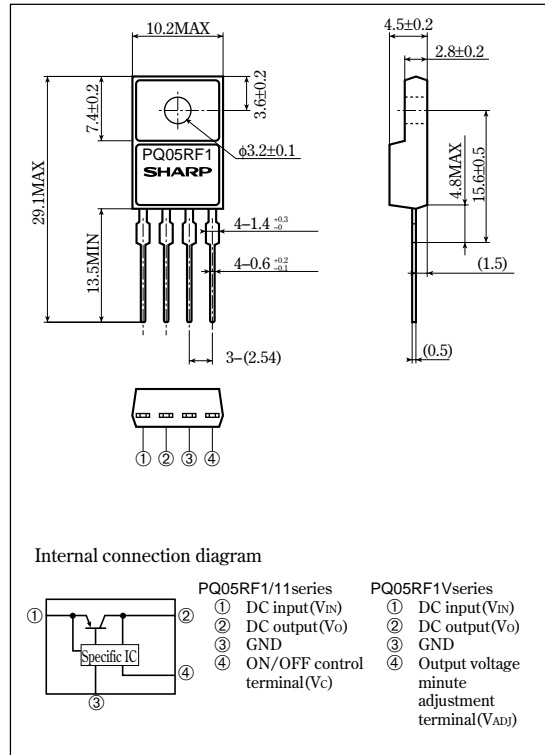 10.2MAX
4.5±0.2
2.8±0.2
7.4±0.2
3.6±0.2
29.1MAX
PQ05RF1
SHARP
ϕ3.2±0.1
4.8MAX
15.6±0.5
13.5MIN
4–1.4 +0.3 –0
4–0.6 +0.2 –0.1
(1.5)
3–(2.54)
(0.5)
① ② ③ ④
Internal connection diagram
① ②
Specific IC
④
③
PQ05RF1/11series
① DC input(VIN)
② DC output(VO)
③ GND
④ ON/OFF control
terminal(VC)
PQ05RF1Vseries
① DC input(VIN)
② DC output(VO)
③ GND
④ Output voltage
minute
adjustment
terminal(VADJ)